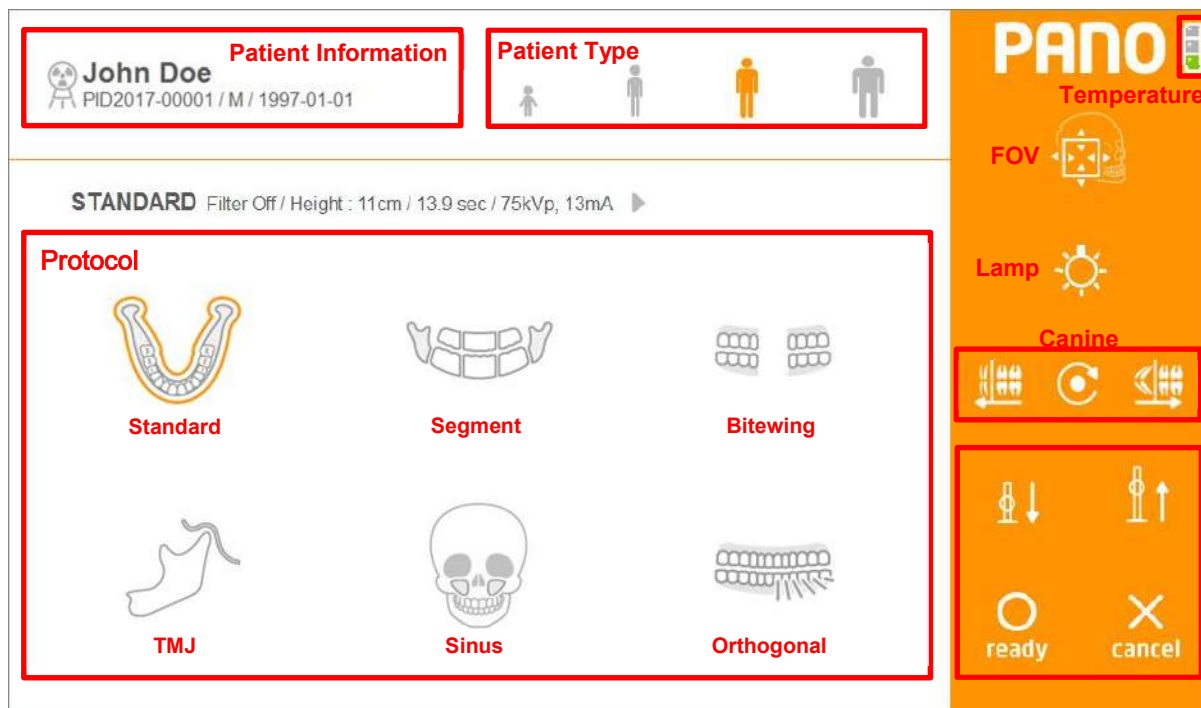 Patient Information
John Doe
PID2017-00001 / M / 1997-01-01
Patient Type
PANO
Temperature
FOV
STANDARD Filter Off / Height : 11cm / 13.9 sec / 75kVp, 13mA
Protocol
Lamp
Canine
Standard
Segment
Bitewing
TMJ
Sinus
Orthogonal
ready
cancel